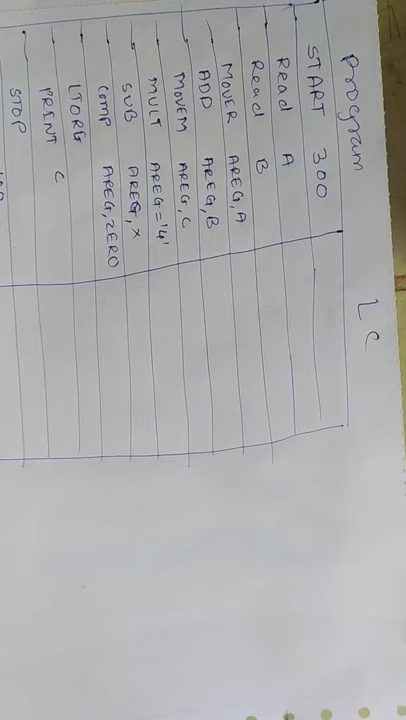 Program LC
START 300
Read A
Read B
MOVER AREG,A
ADD AREG,B
MOVEM AREG,C
MULT AREG='4'
SUB AREG,X
COMP AREG,ZERO
LTORG
PRINT C
STOP